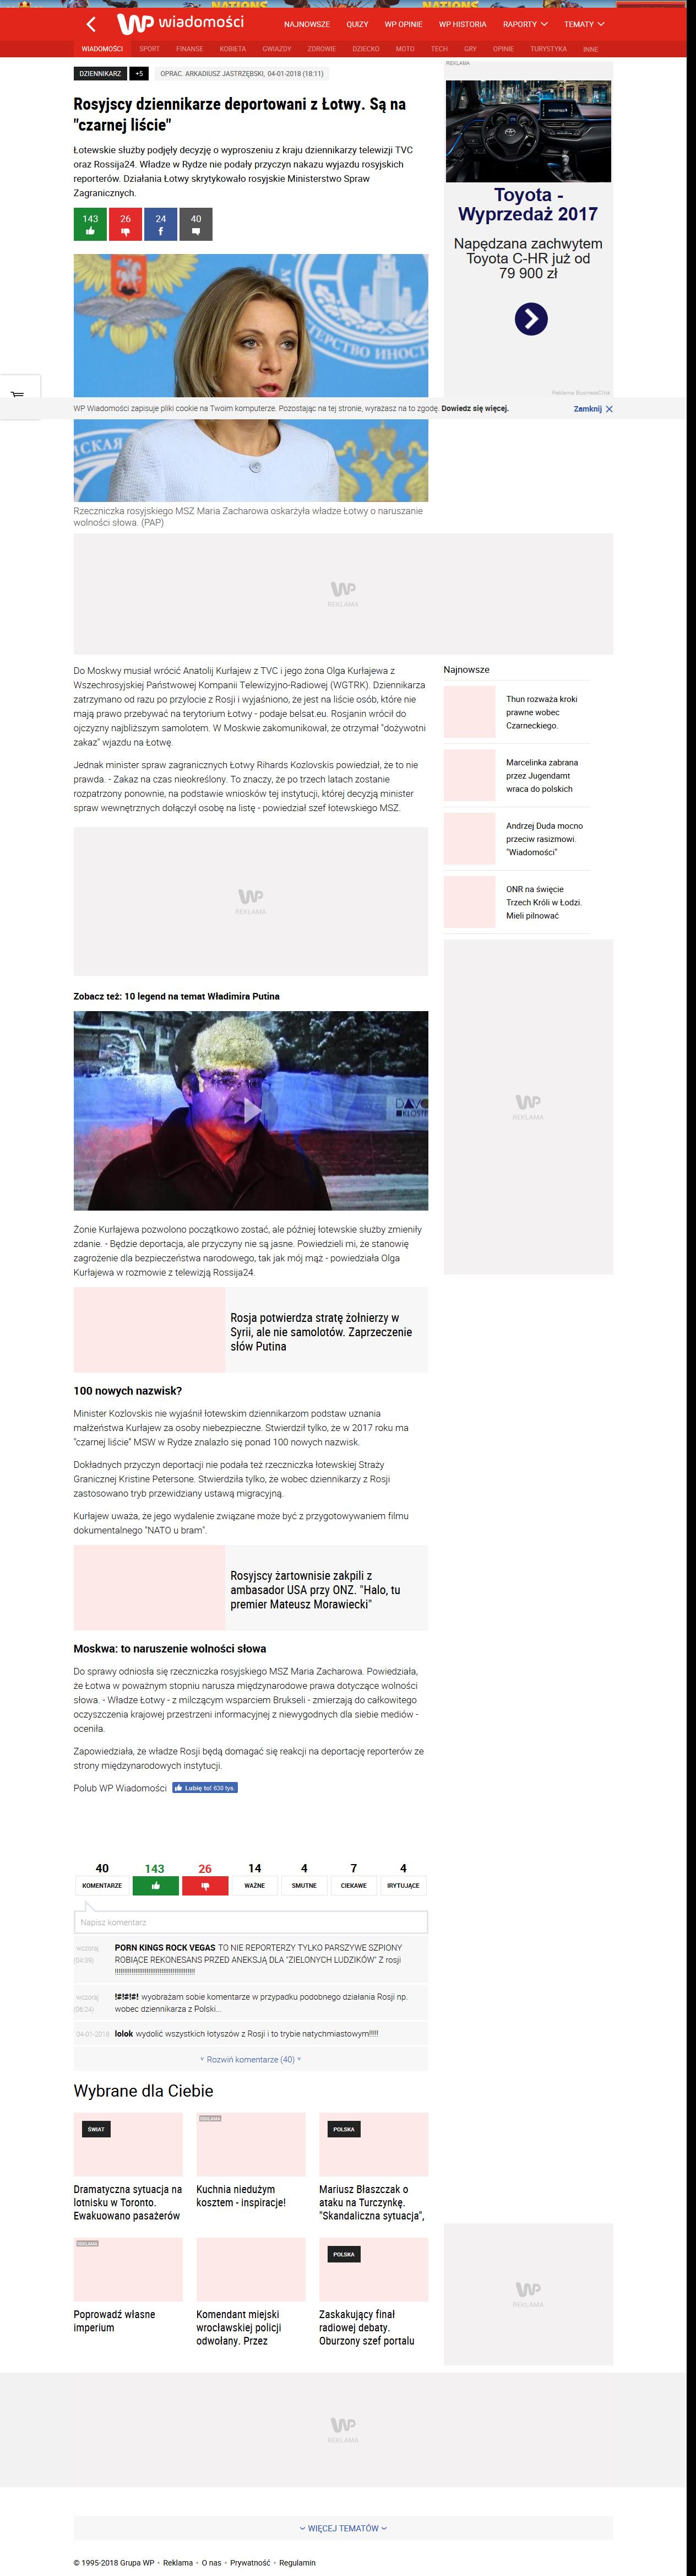 NATIONS
NATIONS
WP wiadomości
NAJNOWSZE QUIZY WP OPINIE WP HISTORIA RAPORTY TEMATY
WIADOMOŚCI SPORT FINANSE KOBIETA GWIAZDY ZDROWIE DZIECKO MOTO TECH GRY OPINIE TURYSTYKA INNE
DZIENNIKARZ +5 OPRAC. ARKADIUSZ JASTRZĘBSKI, 04-01-2018 (18:11)
Rosyjscy dziennikarze deportowani z Łotwy. Są na
"czarnej liście"
Łotewskie służby podjęły decyzję o wyproszeniu z kraju dziennikarzy telewizji TVC
oraz Rossija24. Władze w Rydze nie podały przyczyn nakazu wyjazdu rosyjskich
reporterów. Działania Łotwy skrytykowało rosyjskie Ministerstwo Spraw
Zagranicznych.
143 26 24 40
REKLAMA
Toyota -
Wyprzedaż 2017
Napędzana zachwytem
Toyota C-HR już od
79 900 zł
Reklama BusinessClick
WP Wiadomości zapisuje pliki cookie na Twoim komputerze. Pozostając na tej stronie, wyrażasz na to zgodę. Dowiedz się więcej.
Zamknij
Rzeczniczka rosyjskiego MSZ Maria Zacharowa oskarżyła władze Łotwy o naruszanie
wolności słowa. (PAP)
WP
REKLAMA
Do Moskwy musiał wrócić Anatolij Kurłajew z TVC i jego żona Olga Kurłajewa z
Wszechrosyjskiej Państwowej Kompanii Telewizyjno-Radiowej (WGTRK). Dziennikarza
zatrzymano od razu po przylocie z Rosji i wyjaśniono, że jest na liście osób, które nie
mają prawo przebywać na terytorium Łotwy - podaje belsat.eu. Rosjanin wrócił do
ojczyzny najbliższym samolotem. W Moskwie zakomunikował, że otrzymał "dożywotni
zakaz" wjazdu na Łotwę.
Jednak minister spraw zagranicznych Łotwy Rihards Kozlovskis powiedział, że to nie
prawda. - Zakaz na czas nieokreślony. To znaczy, że po trzech latach zostanie
rozpatrzony ponownie, na podstawie wniosków tej instytucji, której decyzją minister
spraw wewnętrznych dołączył osobę na listę - powiedział szef łotewskiego MSZ.
WP
REKLAMA
Najnowsze
Thun rozważa kroki
prawne wobec
Czarneckiego.
Marcelinka zabrana
przez Jugendamt
wraca do polskich
Andrzej Duda mocno
przeciw rasizmowi.
"Wiadomości"
ONR na święcie
Trzech Króli w Łodzi.
Mieli pilnować
WP
REKLAMA
Zobacz też: 10 legend na temat Władimira Putina
Żonie Kurłajewa pozwolono początkowo zostać, ale później łotewskie służby zmieniły
zdanie. - Będzie deportacja, ale przyczyny nie są jasne. Powiedzieli mi, że stanowię
zagrożenie dla bezpieczeństwa narodowego, tak jak mój mąż - powiedziała Olga
Kurłajewa w rozmowie z telewizją Rossija24.
Rosja potwierdza stratę żołnierzy w
Syrii, ale nie samolotów. Zaprzeczenie
słów Putina
100 nowych nazwisk?
Minister Kozlovskis nie wyjaśnił łotewskim dziennikarzom podstaw uznania
małżeństwa Kurłajew za osoby niebezpieczne. Stwierdził tylko, że w 2017 roku ma
"czarnej liście" MSW w Rydze znalazło się ponad 100 nowych nazwisk.
Dokładnych przyczyn deportacji nie podała też rzeczniczka łotewskiej Straży
Granicznej Kristine Petersone. Stwierdziła tylko, że wobec dziennikarzy z Rosji
zastosowano tryb przewidziany ustawą migracyjną.
Kurłajew uważa, że jego wydalenie związane może być z przygotowywaniem filmu
dokumentalnego "NATO u bram".
Rosyjscy żartownisie zakpili z
ambasador USA przy ONZ. "Halo, tu
premier Mateusz Morawiecki"
Moskwa: to naruszenie wolności słowa
Do sprawy odniosła się rzeczniczka rosyjskiego MSZ Maria Zacharowa. Powiedziała,
że Łotwa w poważnym stopniu narusza międzynarodowe prawa dotyczące wolności
słowa. - Władze Łotwy - z milczącym wsparciem Brukseli - zmierzają do całkowitego
oczyszczenia krajowej przestrzeni informacyjnej z niewygodnych dla siebie mediów -
oceniła.
Zapowiedziała, że władze Rosji będą domagać się reakcji na deportację reporterów ze
strony międzynarodowych instytucji.
Polub WP Wiadomości Lubię to! 630 tys.
40 143 26 14 4 7 4
KOMENTARZE WAŻNE SMUTNE CIEKAWE IRYTUJĄCE
Napisz komentarz
wczoraj (04:39) PORN KINGS ROCK VEGAS TO NIE REPORTERZY TYLKO PARSZYWE SZPIONY
ROBIĄCE REKONESANS PRZED ANEKSJĄ DLA "ZIELONYCH LUDZIKÓW" Z rosji
!!!!!!!!!!!!!!!!!!!!!!!!!!!!!!!!!!!!!!!!
wczoraj (06:24) !#!#!#! wyobrażam sobie komentarze w przypadku podobnego działania Rosji np.
wobec dziennikarza z Polski...
04-01-2018 lolok wydolić wszystkich łotyszów z Rosji i to trybie natychmiastowym!!!!!
Rozwiń komentarze (40)
Wybrane dla Ciebie
ŚWIAT REKLAMA POLSKA
Dramatyczna sytuacja na
lotnisku w Toronto.
Ewakuowano pasażerów
Kuchnia niedużym
kosztem - inspiracje!
Mariusz Błaszczak o
ataku na Turczynkę.
"Skandaliczna sytuacja",
REKLAMA POLSKA
Poprowadź własne
imperium
Komendant miejski
wrocławskiej policji
odwołany. Przez
Zaskakujący finał
radiowej debaty.
Oburzony szef portalu
WP
REKLAMA
WP
REKLAMA
WIĘCEJ TEMATÓW
© 1995-2018 Grupa WP • Reklama • O nas • Prywatność • Regulamin